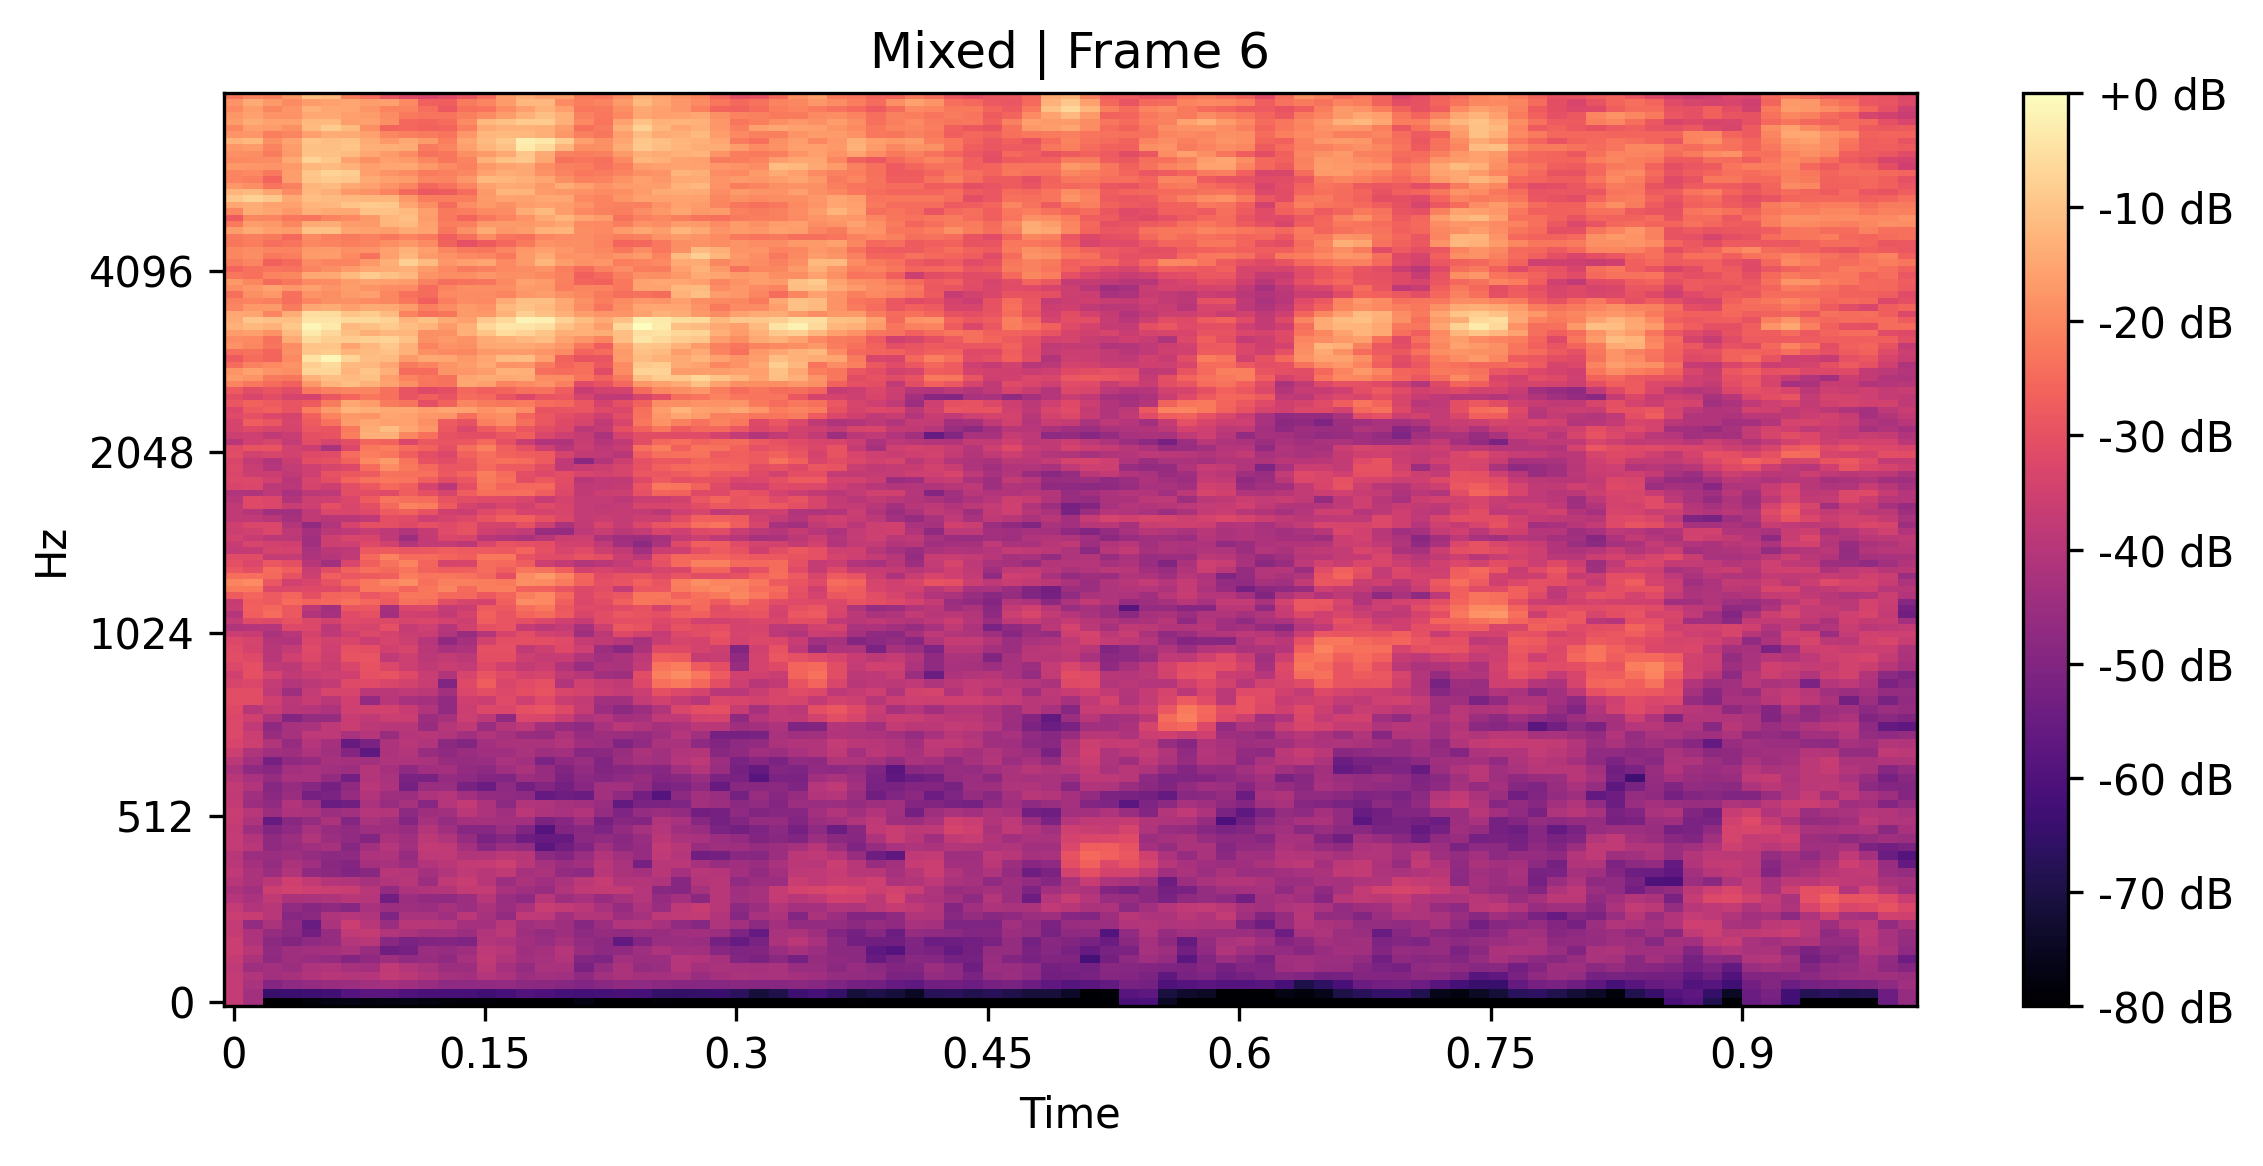 Mixed | Frame 6
+0 dB
-10 dB
-20 dB
-30 dB
-40 dB
-50 dB
-60 dB
-70 dB
-80 dB
4096
2048
1024
512
0
Hz
0
0.15
0.3
0.45
0.6
0.75
0.9
Time